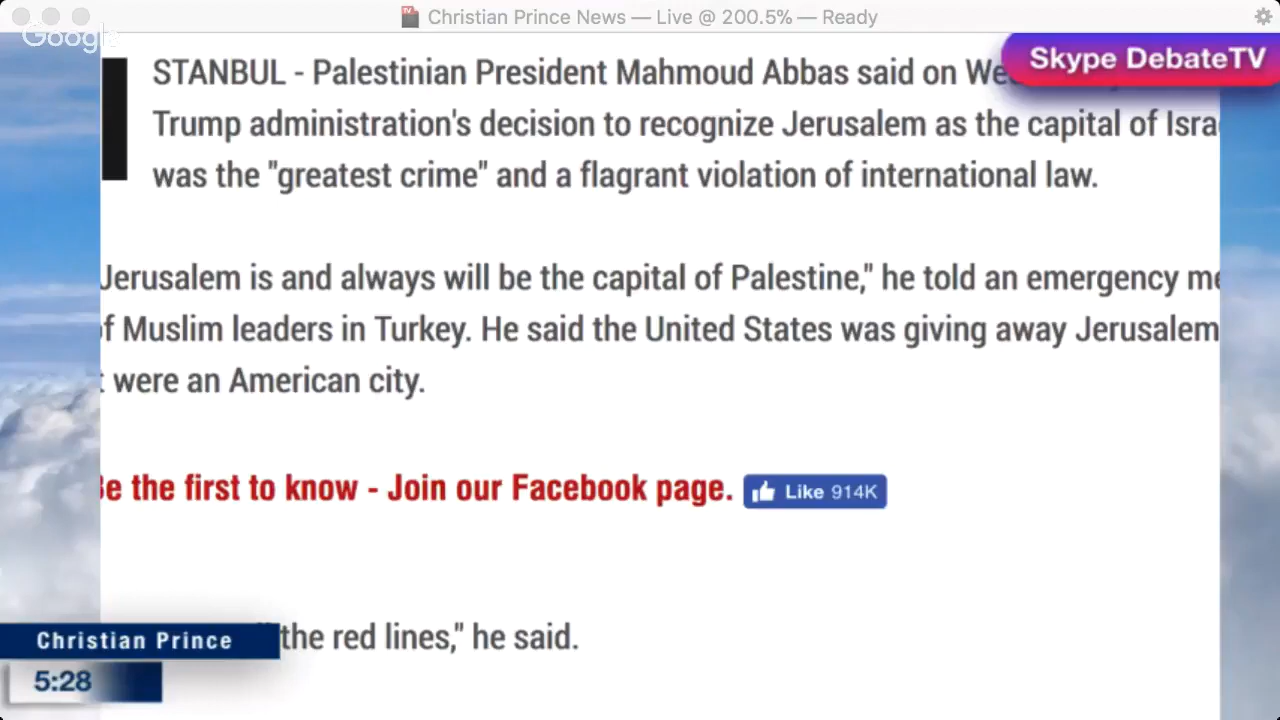 Christian Prince News — Live @ 200.5% — Ready
Google
Skype DebateTV
STANBUL - Palestinian President Mahmoud Abbas said on We
Trump administration's decision to recognize Jerusalem as the capital of Isra
was the "greatest crime" and a flagrant violation of international law.
Jerusalem is and always will be the capital of Palestine," he told an emergency me
of Muslim leaders in Turkey. He said the United States was giving away Jerusalem
t were an American city.
Be the first to know - Join our Facebook page.
Like 914K
the red lines," he said.
Christian Prince
5:28